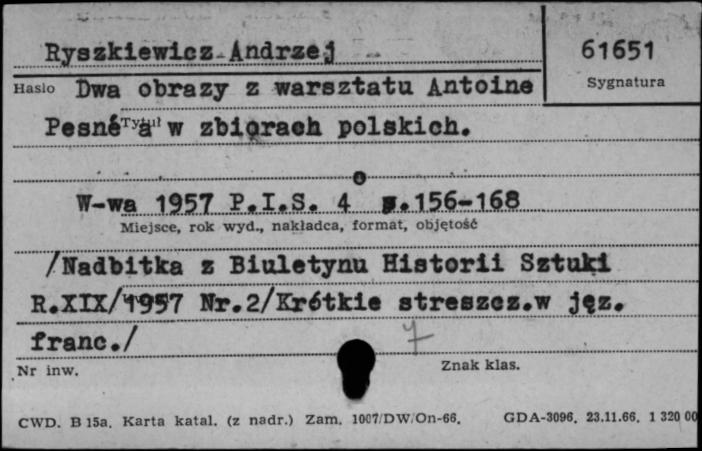 Ryszkiewicz Andrzej
61651
Hasło
Sygnatura
Dwa obrazy z warsztatu Antoine
Tytuł
Pesné'a w zbiorach polskich.
W-wa 1957 P.I.S. 4 s.156-168
Miejsce, rok wyd., nakładca, format, objętość
/Nadbitka z Biuletynu Historii Sztuki
R.XIX/1957 Nr.2/Krótkie streszcz.w jęz.
franc./
Nr inw.
Znak klas.
CWD. B 15a. Karta katal. (z nadr.) Zam. 1007/DW/On-66. GDA-3096. 23.11.66. 1 320 00